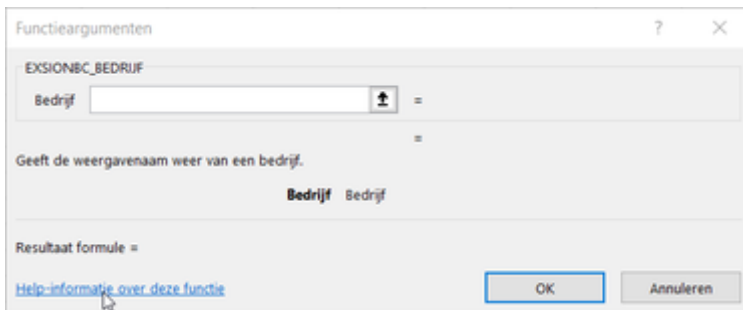 Functieargumenten ? ×
EXSIONBC_BEDRIJF
Bedrijf =
=
Geeft de weergavenaam weer van een bedrijf.
Bedrijf Bedrijf
Resultaat formule =
Help-informatie over deze functie OK Annuleren